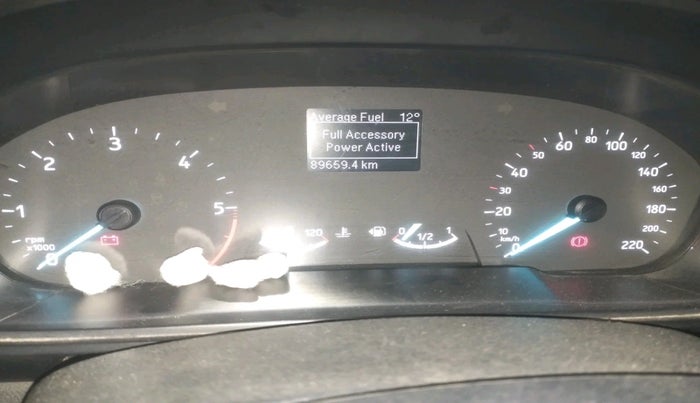 Average Fuel 12°
Full Accessory
Power Active
89659.4 km
0 1 2 3 4 5
rpm
x1000
120
0 1/2 1
0 10 20 30 40 50 60 80 100 120 140 160 180 200 220
km/h